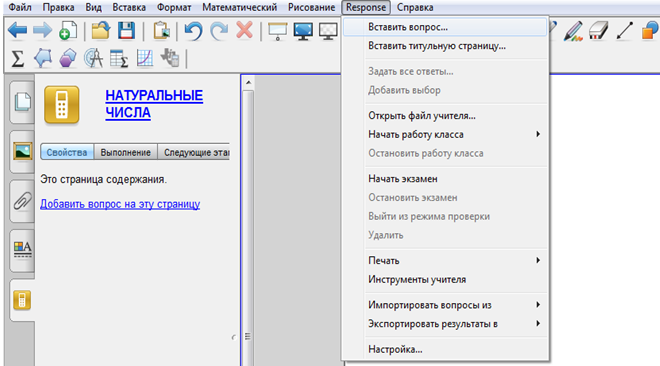 Файл Правка Вид Вставка Формат Математический Рисование Response Справка
НАТУРАЛЬНЫЕ
ЧИСЛА
Свойства Выполнение Следующие эта
Это страница содержания.
Добавить вопрос на эту страницу
Вставить вопрос...
Вставить титульную страницу...
Задать все ответы...
Добавить выбор
Открыть файл учителя...
Начать работу класса
Остановить работу класса
Начать экзамен
Остановить экзамен
Выйти из режима проверки
Удалить
Печать
Инструменты учителя
Импортировать вопросы из
Экспортировать результаты в
Настройка...